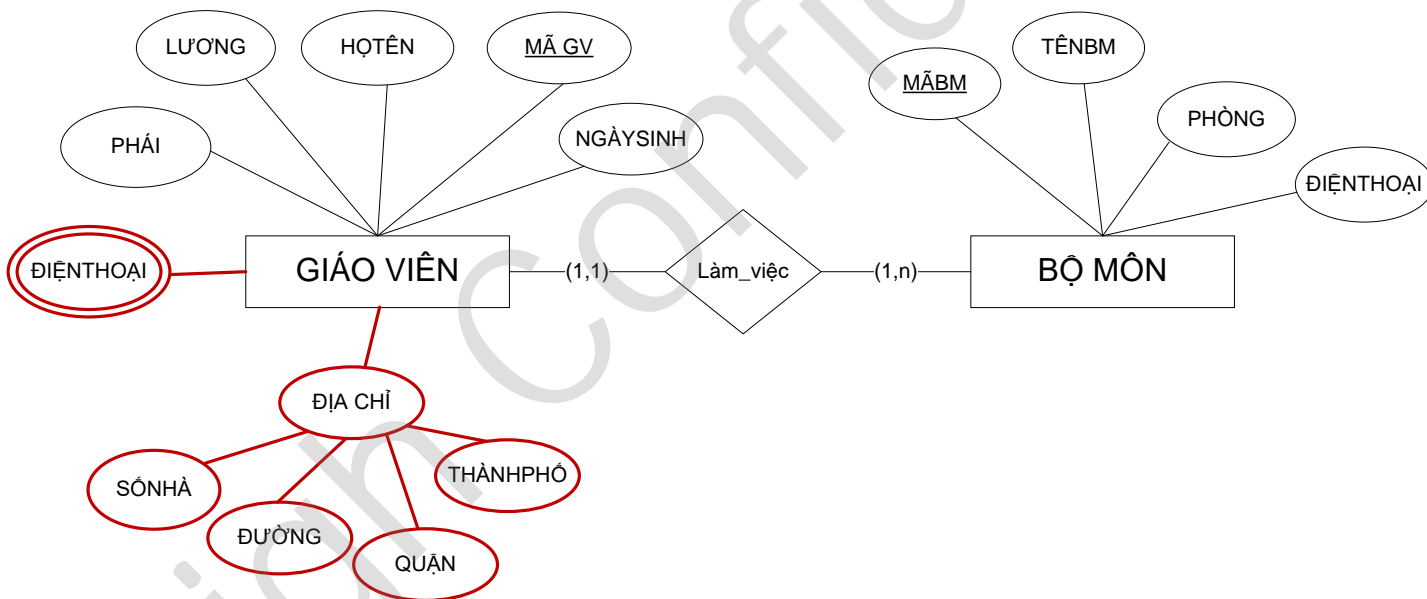 LƯƠNG
HỌTÊN
MÃ GV
TÊNBM
MÃBM
PHÁI
NGÀYSINH
PHÒNG
ĐIỆNTHOẠI
ĐIỆNTHOẠI
GIÁO VIÊN
(1,1)
Làm_việc
(1,n)
BỘ MÔN
ĐỊA CHỈ
SỐNHÀ
ĐƯỜNG
QUẬN
THÀNHPHỐ